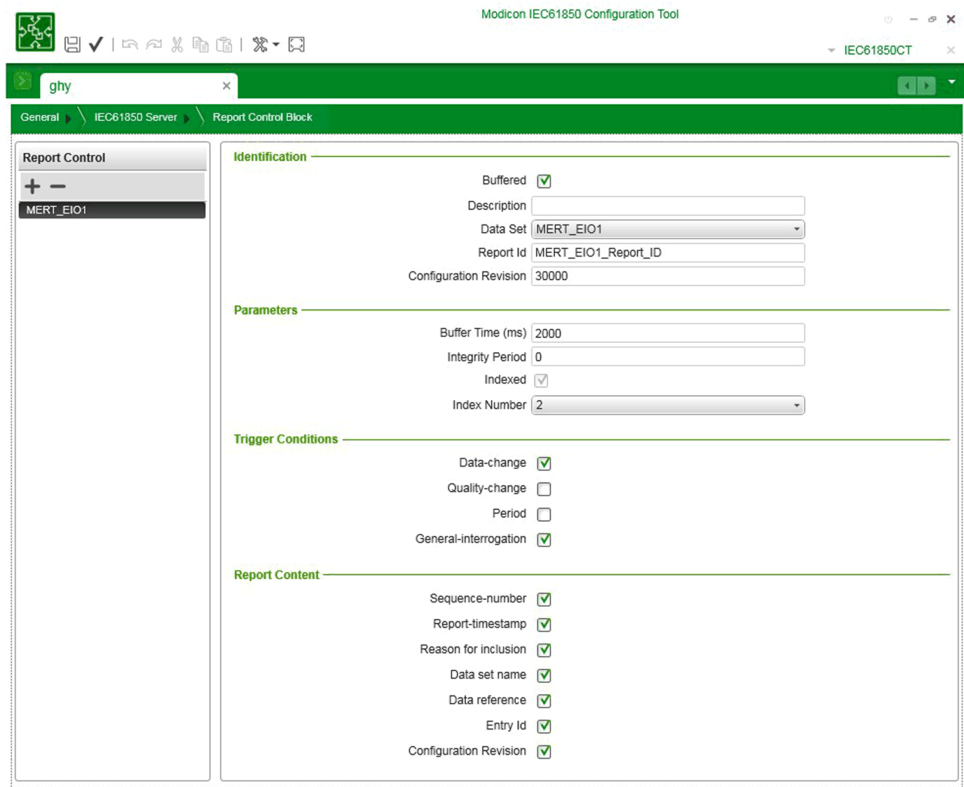 Modicon IEC61850 Configuration Tool
IEC61850CT
ghy
General
IEC61850 Server
Report Control Block
Report Control
MERT_EIO1
Identification
Buffered
Description
Data Set MERT_EIO1
Report Id MERT_EIO1_Report_ID
Configuration Revision 30000
Parameters
Buffer Time (ms) 2000
Integrity Period 0
Indexed
Index Number 2
Trigger Conditions
Data-change
Quality-change
Period
General-interrogation
Report Content
Sequence-number
Report-timestamp
Reason for inclusion
Data set name
Data reference
Entry Id
Configuration Revision